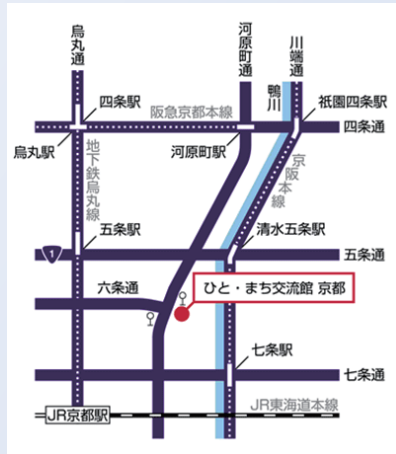 烏丸通
河原町通
川端通
鴨川
四条駅
阪急京都本線
祇園四条駅
四条通
烏丸駅
河原町駅
地下鉄烏丸線
京阪本線
五条駅
清水五条駅
1
五条通
六条通
ひと・まち交流館 京都
七条駅
七条通
JR東海道本線
JR京都駅